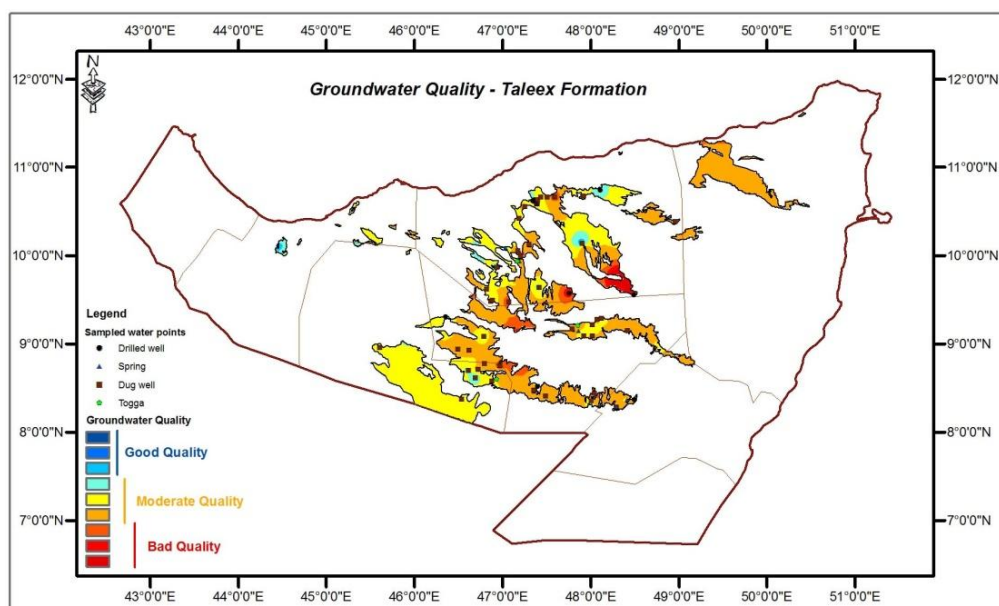 43°0'0"E 44°0'0"E 45°0'0"E 46°0'0"E 47°0'0"E 48°0'0"E 49°0'0"E 50°0'0"E 51°0'0"E
N
Groundwater Quality - Taleex Formation
12°0'0"N 12°0'0"N
11°0'0"N 11°0'0"N
10°0'0"N 10°0'0"N
9°0'0"N 9°0'0"N
8°0'0"N 8°0'0"N
7°0'0"N 7°0'0"N
Legend
Sampled water points
Drilled well
Spring
Dug well
Togga
Groundwater Quality
Good Quality
Moderate Quality
Bad Quality
43°0'0"E 44°0'0"E 45°0'0"E 46°0'0"E 47°0'0"E 48°0'0"E 49°0'0"E 50°0'0"E 51°0'0"E